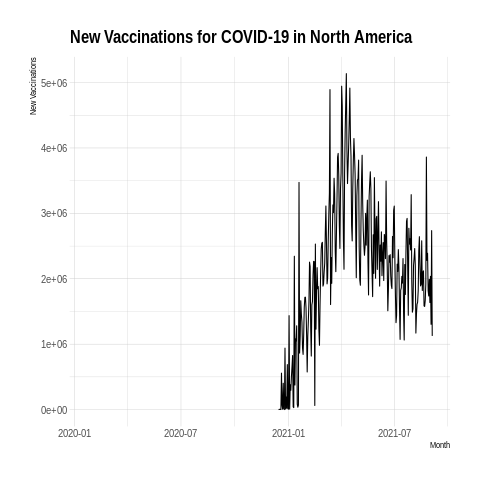 New Vaccinations for COVID-19 in North America
New Vaccinations
5e+06
4e+06
3e+06
2e+06
1e+06
0e+00
2020-01 2020-07 2021-01 2021-07
Month